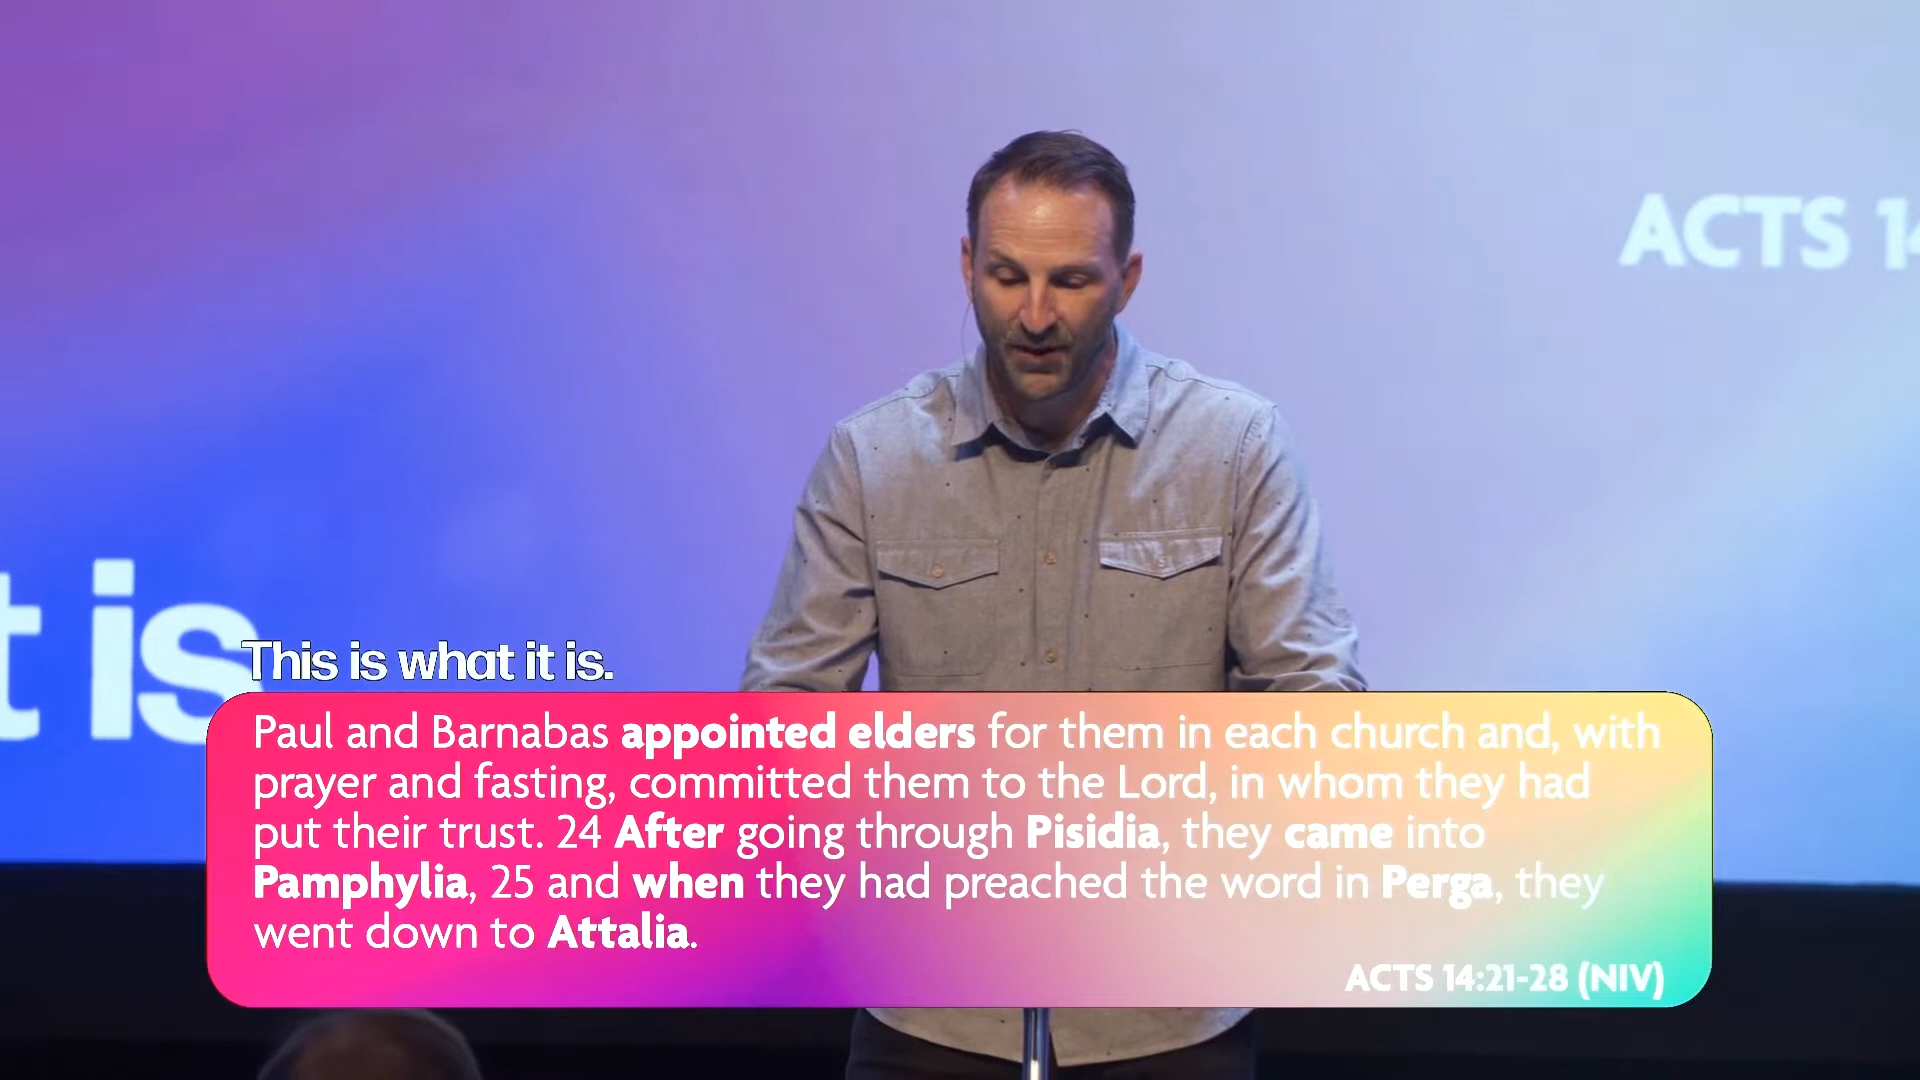 ACTS 14
t is
This is what it is.
Paul and Barnabas appointed elders for them in each church and, with
prayer and fasting, committed them to the Lord, in whom they had
put their trust. 24 After going through Pisidia, they came into
Pamphylia, 25 and when they had preached the word in Perga, they
went down to Attalia.
ACTS 14:21-28 (NIV)